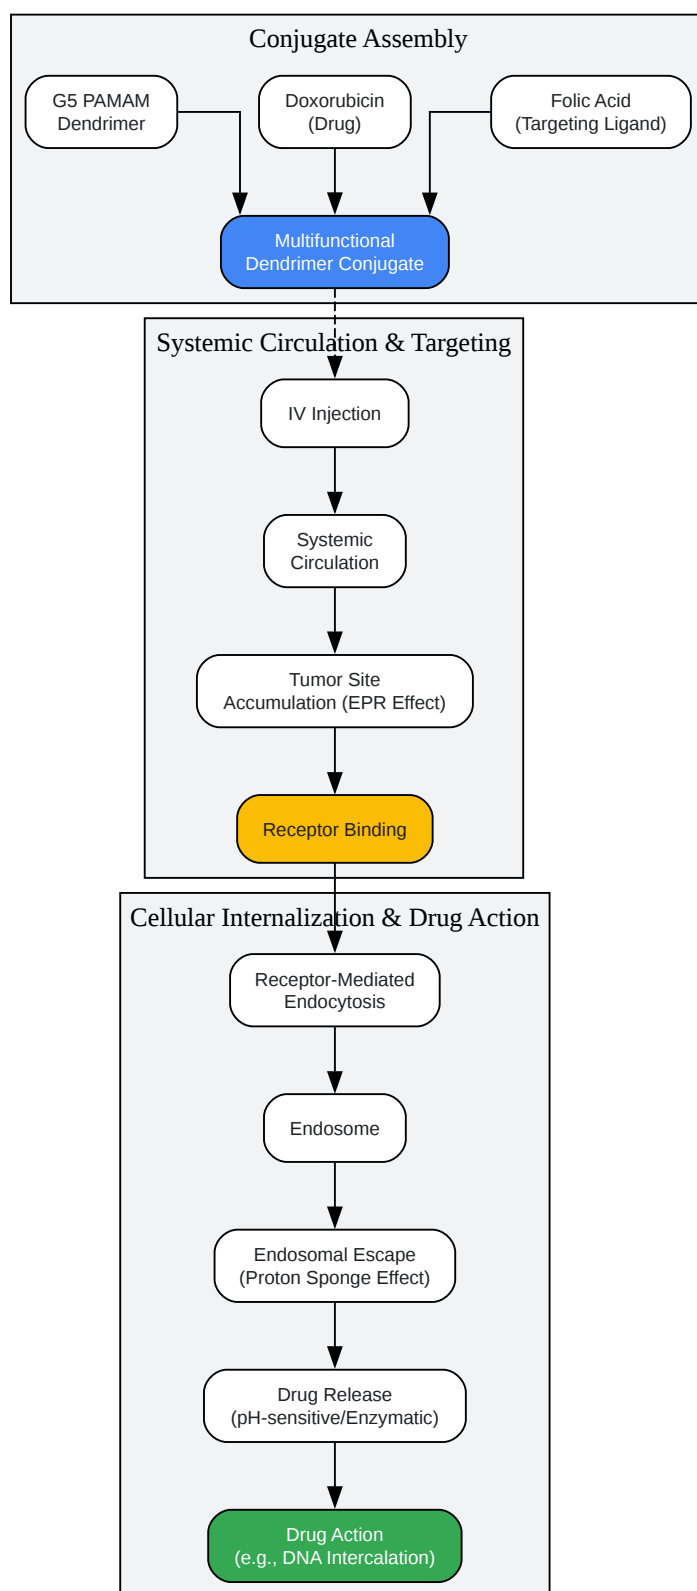 Conjugate Assembly
G5 PAMAM
Dendrimer
Doxorubicin
(Drug)
Folic Acid
(Targeting Ligand)
Multifunctional
Dendrimer Conjugate
Systemic Circulation & Targeting
IV Injection
Systemic
Circulation
Tumor Site
Accumulation (EPR Effect)
Receptor Binding
Cellular Internalization & Drug Action
Receptor-Mediated
Endocytosis
Endosome
Endosomal Escape
(Proton Sponge Effect)
Drug Release
(pH-sensitive/Enzymatic)
Drug Action
(e.g., DNA Intercalation)